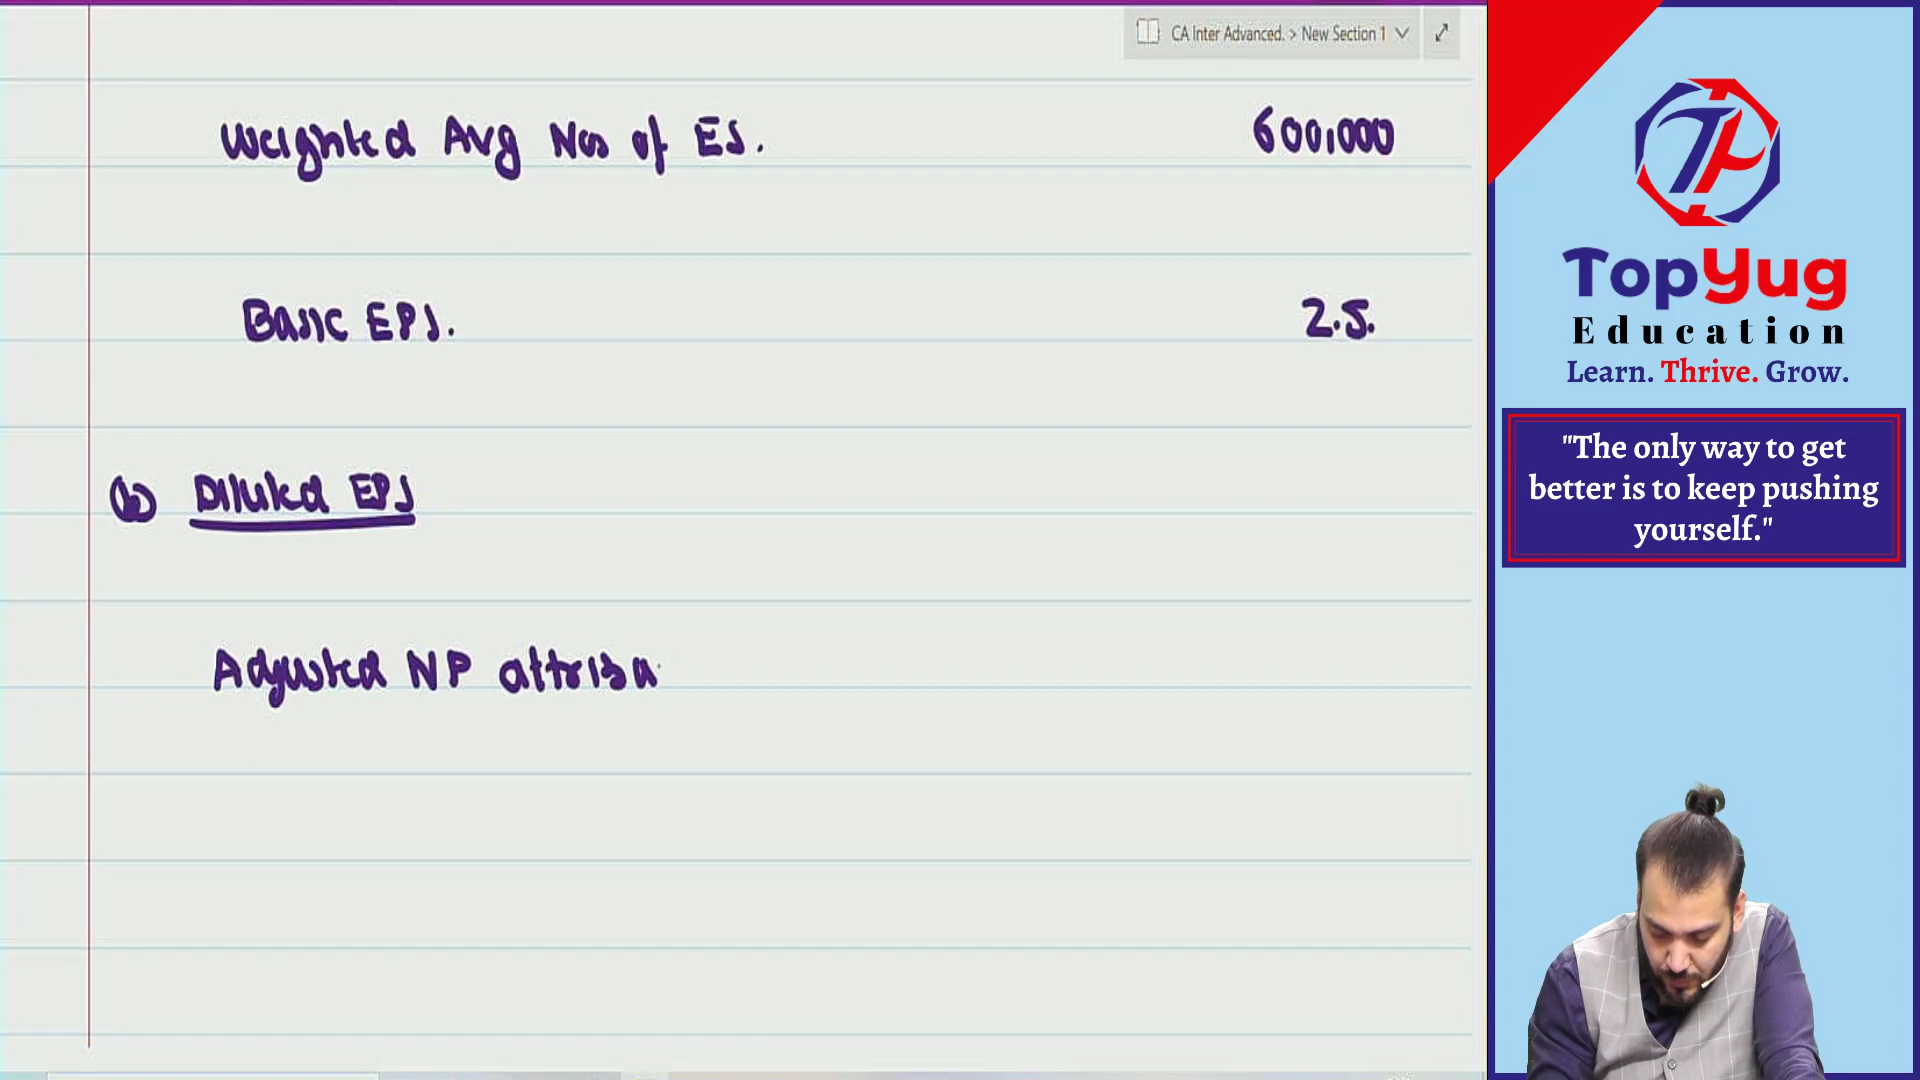 CA Inter Advanced. > New Section 1
Weighted Avg Nos of ES. 600,000
Basic EPS. 2.5.
(b) Diluted EPS
Adjusted NP attriba
TopYug
Education
Learn. Thrive. Grow.
"The only way to get
better is to keep pushing
yourself."